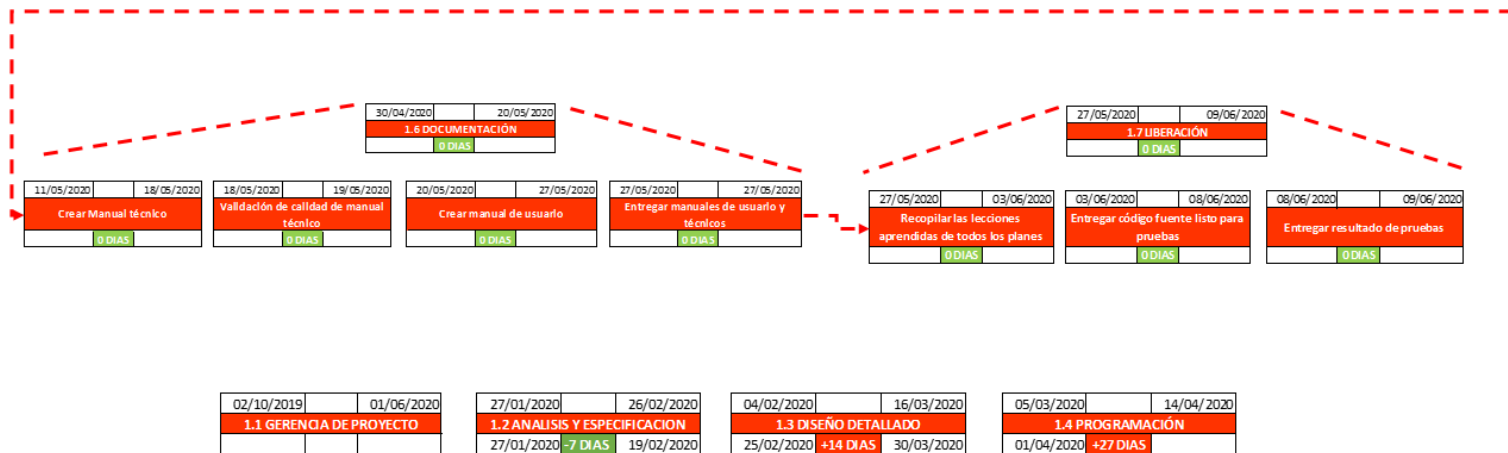 30/04/2020 20/05/2020
1.6 DOCUMENTACIÓN
0 DIAS
27/05/2020 09/06/2020
1.7 LIBERACIÓN
0 DIAS
11/05/2020 18/05/2020
Crear Manual técnico
0 DIAS
18/05/2020 19/05/2020
Validación de calidad de manual
técnico
0 DIAS
20/05/2020 27/05/2020
Crear manual de usuario
0 DIAS
27/05/2020 27/05/2020
Entregar manuales de usuario y
técnicos
0 DIAS
27/05/2020 03/06/2020
Recopilar las lecciones
aprendidas de todos los planes
0 DIAS
03/06/2020 08/06/2020
Entregar código fuente listo para
pruebas
0 DIAS
08/06/2020 09/06/2020
Entregar resultado de pruebas
0 DIAS
02/10/2019 01/06/2020
1.1 GERENCIA DE PROYECTO
27/01/2020 26/02/2020
1.2 ANALISIS Y ESPECIFICACION
27/01/2020 -7 DIAS 19/02/2020
04/02/2020 16/03/2020
1.3 DISEÑO DETALLADO
25/02/2020 +14 DIAS 30/03/2020
05/03/2020 14/04/2020
1.4 PROGRAMACIÓN
01/04/2020 +27 DIAS